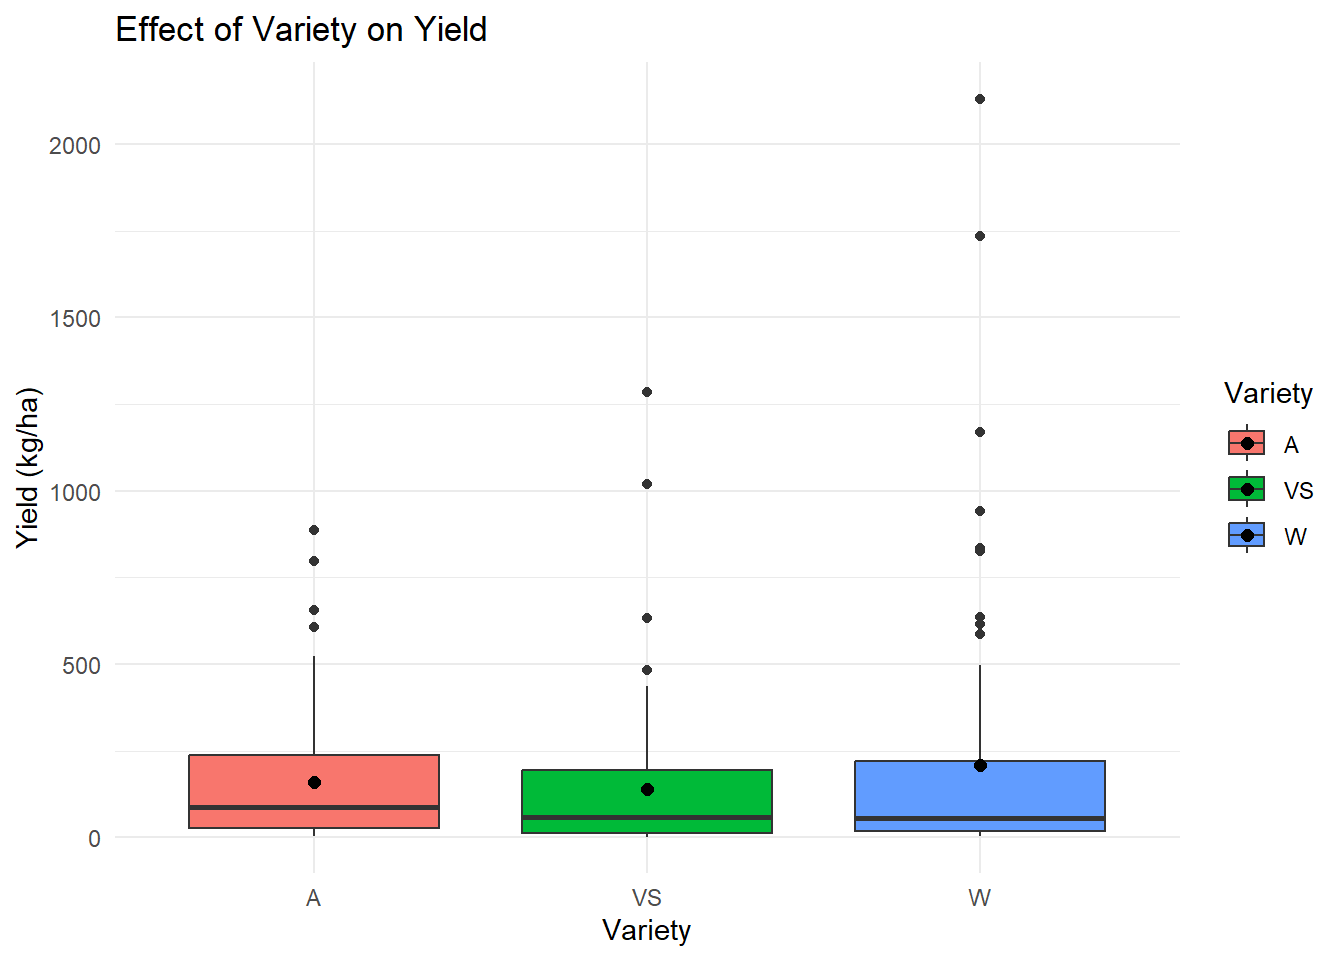 Effect of Variety on Yield
Yield (kg/ha)
2000
1500
1000
500
0
A
VS
W
Variety
Variety
A
VS
W